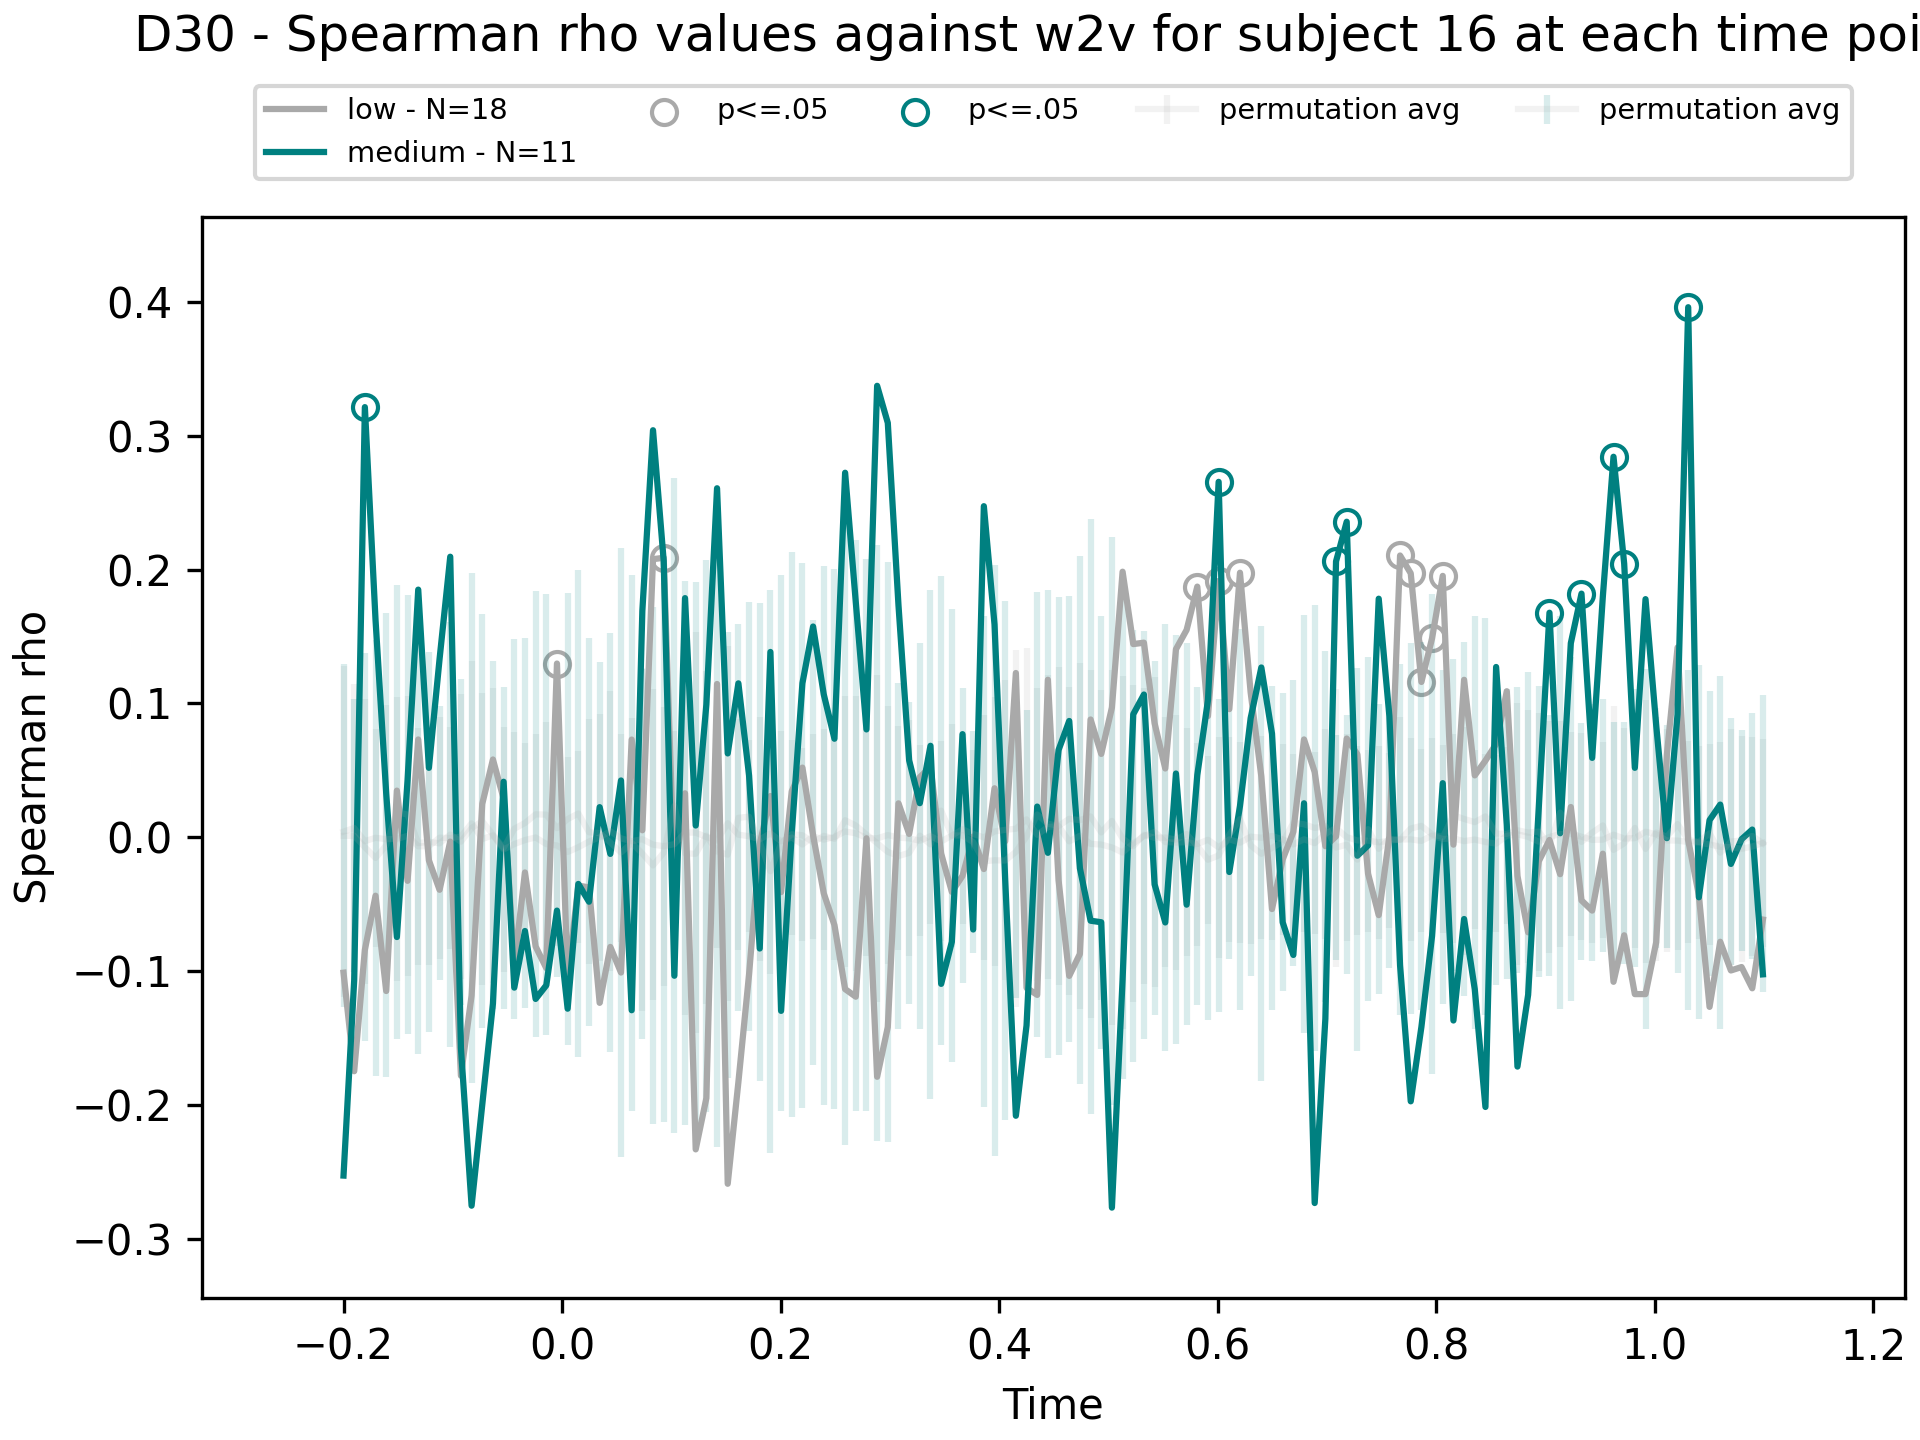 D30 - Spearman rho values against w2v for subject 16 at each time poi
low - N=18
medium - N=11
p<=.05
p<=.05
permutation avg
permutation avg
Spearman rho
0.4
0.3
0.2
0.1
0.0
−0.1
−0.2
−0.3
−0.2 0.0 0.2 0.4 0.6 0.8 1.0 1.2
Time